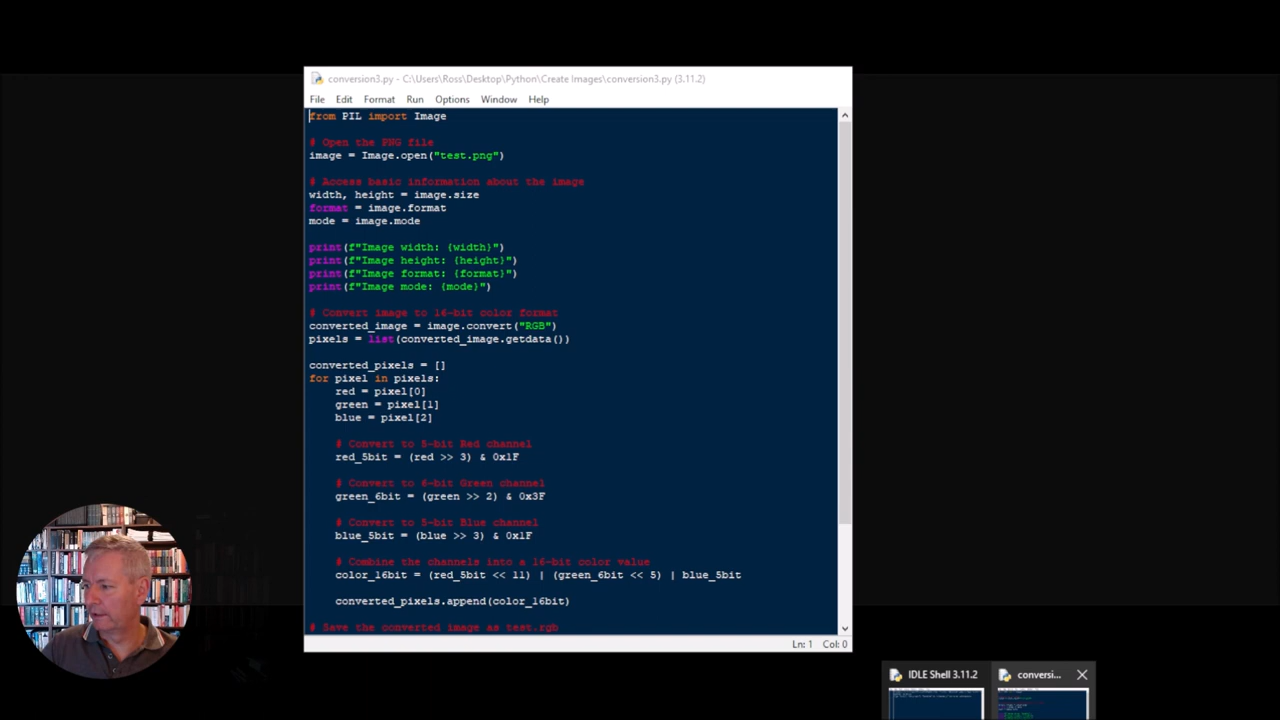 conversion3.py - C:\Users\Ross\Desktop\Python\Create Images\conversion3.py (3.11.2)
File Edit Format Run Options Window Help
from PIL import Image
# Open the PNG file
image = Image.open("test.png")
# Access basic information about the image
width, height = image.size
format = image.format
mode = image.mode
print(f"Image width: {width}")
print(f"Image height: {height}")
print(f"Image format: {format}")
print(f"Image mode: {mode}")
# Convert image to 16-bit color format
converted_image = image.convert("RGB")
pixels = list(converted_image.getdata())
converted_pixels = []
for pixel in pixels:
    red = pixel[0]
    green = pixel[1]
    blue = pixel[2]
    # Convert to 5-bit Red channel
    red_5bit = (red >> 3) & 0x1F
    # Convert to 6-bit Green channel
    green_6bit = (green >> 2) & 0x3F
    # Convert to 5-bit Blue channel
    blue_5bit = (blue >> 3) & 0x1F
    # Combine the channels into a 16-bit color value
    color_16bit = (red_5bit << 11) | (green_6bit << 5) | blue_5bit
    converted_pixels.append(color_16bit)
# Save the converted image as test.rgb
Ln: 1 Col: 0
IDLE Shell 3.11.2
conversi...